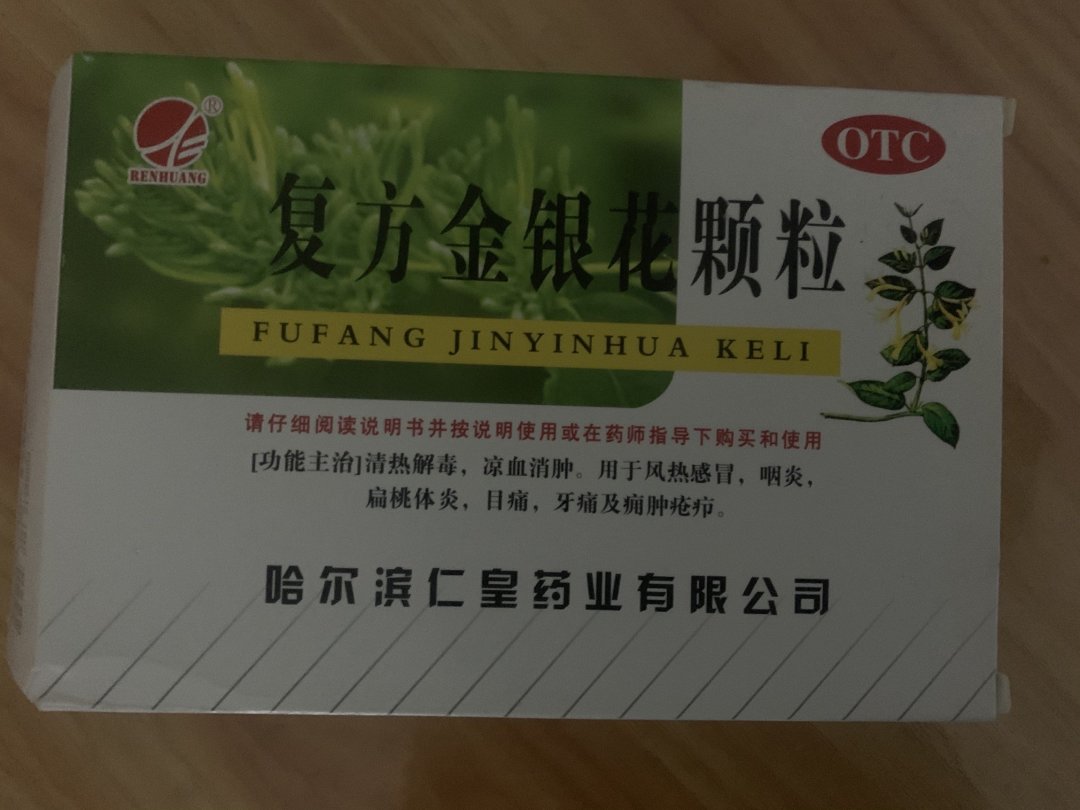 RENHUANG
®
OTC
复方金银花颗粒
FUFANG JINYINHUA KELI
请仔细阅读说明书并按说明使用或在药师指导下购买和使用
[功能主治]清热解毒，凉血消肿。用于风热感冒，咽炎，
扁桃体炎，目痛，牙痛及痈肿疮疖。
哈尔滨仁皇药业有限公司